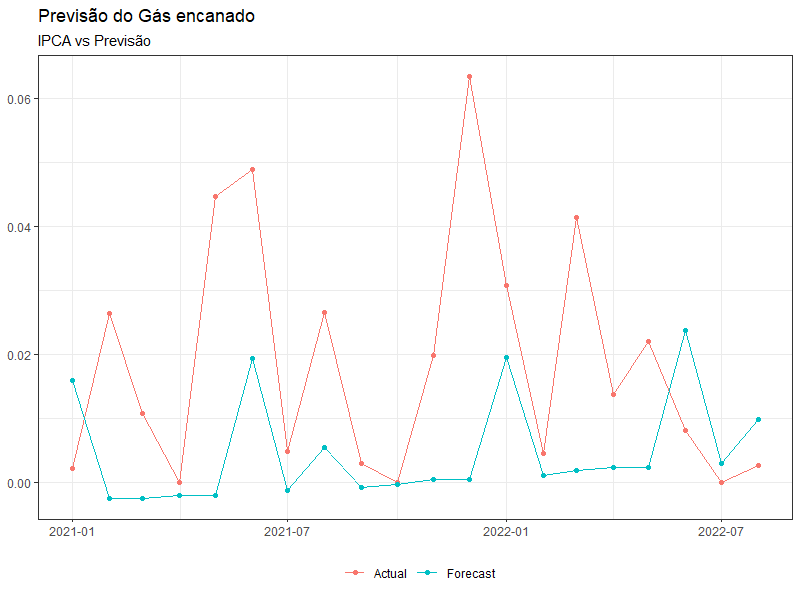 Previsão do Gás encanado
IPCA vs Previsão
0.06
0.04
0.02
0.00
2021-01 2021-07 2022-01 2022-07
Actual Forecast